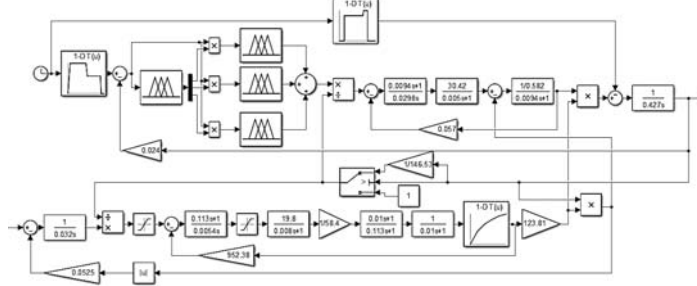 1-DT(u)
1-DT(u)
×
×
×
×
÷
0.0094s+1
0.0298s
30.42
0.005s+1
1/0.582
0.0094s+1
×
1
0.427s
0.057
0.024
1/146.53
> 
1
1
0.032s
÷
×
0.113s+1
0.0054s
19.6
0.008s+1
1/58.4
0.01s+1
0.113s+1
1
0.01s+1
1-DT(u)
123.81
×
952.38
0.0525
|u|